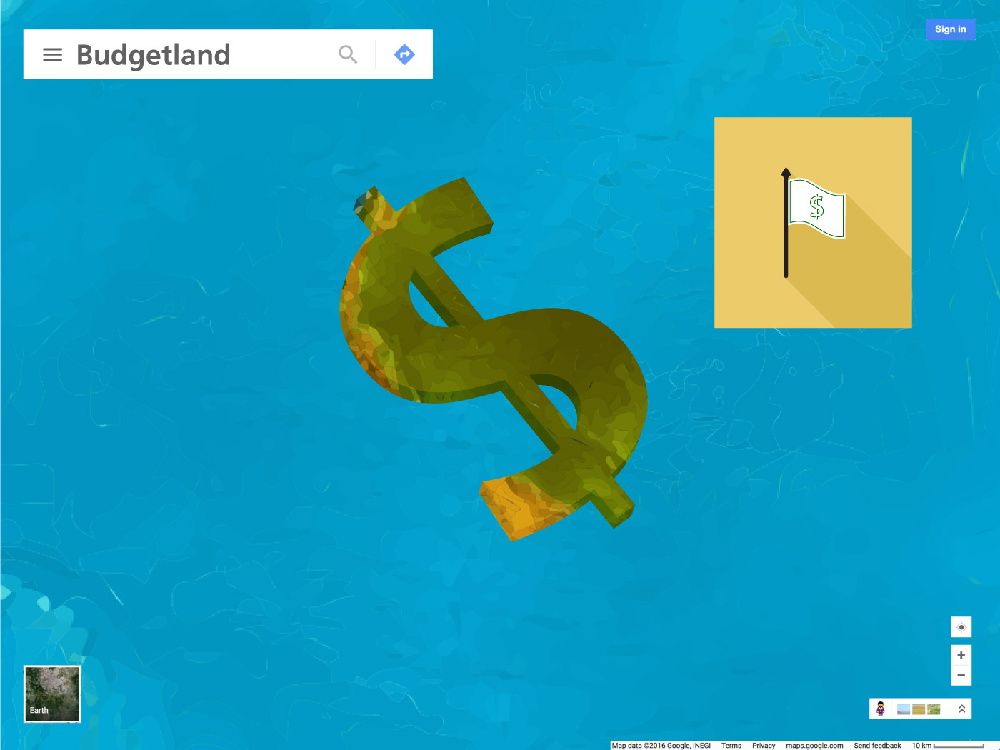 Budgetland
Sign in
$
Earth
Map data ©2016 Google, INEGI Terms Privacy maps.google.com Send feedback 10 km